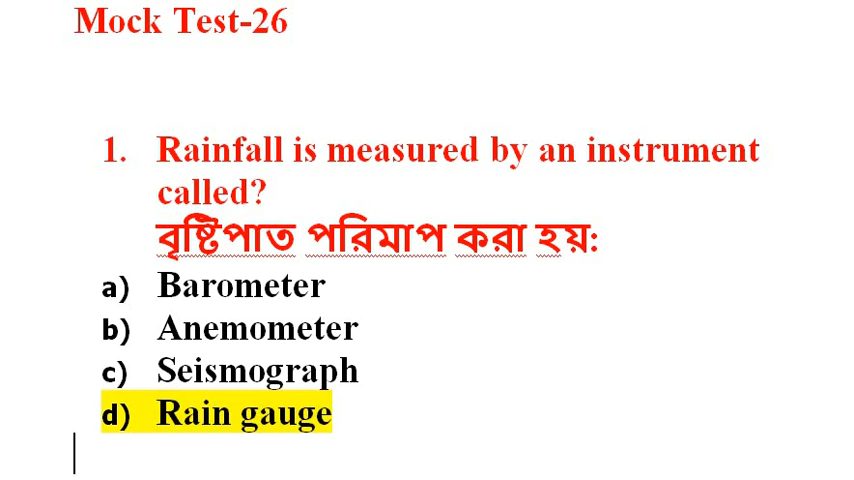 Mock Test-26
1. Rainfall is measured by an instrument
called?
বৃষ্টিপাত পরিমাপ করা হয়:
a) Barometer
b) Anemometer
c) Seismograph
d) Rain gauge